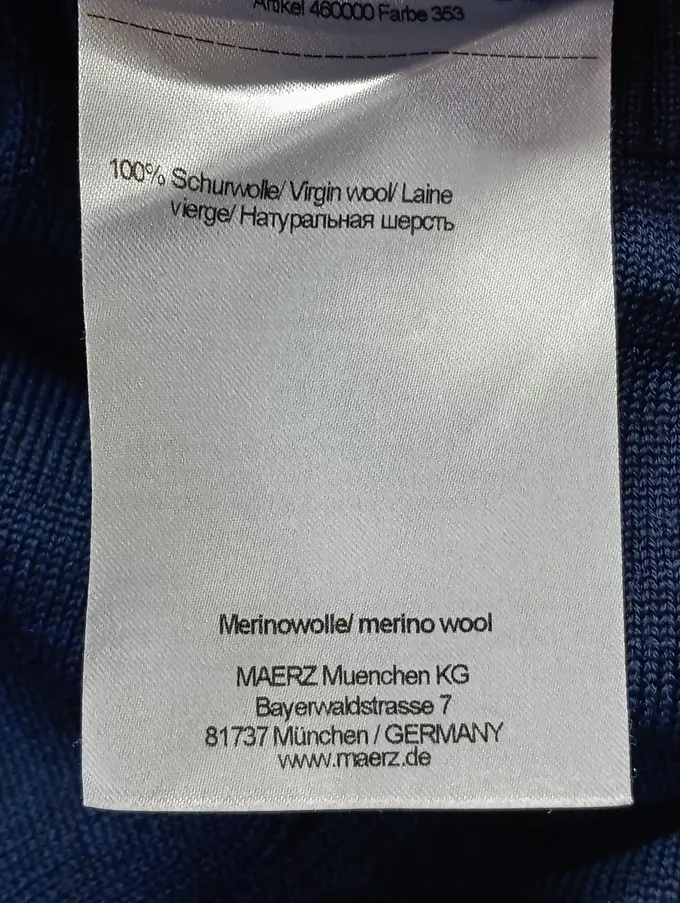 Artikel 460000 Farbe 353
100% Schurwolle/ Virgin wool/ Laine
vierge/ Натуральная шерсть
Merinowolle/ merino wool
MAERZ Muenchen KG
Bayerwaldstrasse 7
81737 München / GERMANY
www.maerz.de